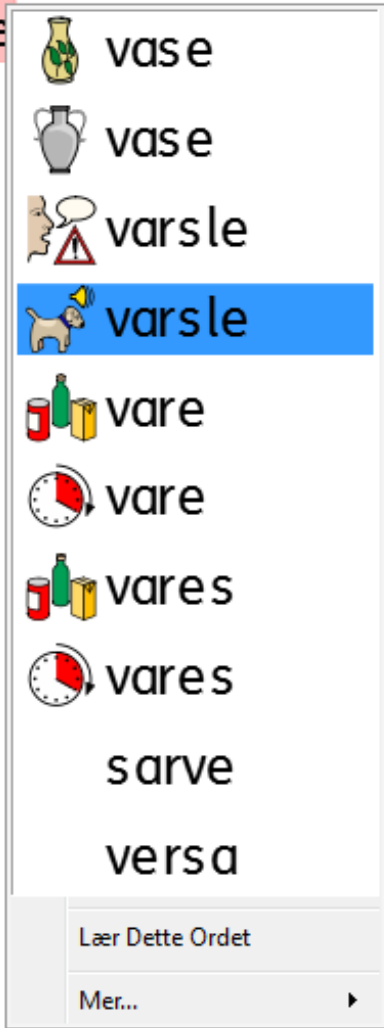 vase
vase
varsle
varsle
vare
vare
vares
vares
sarve
versa
Lær Dette Ordet
Mer...